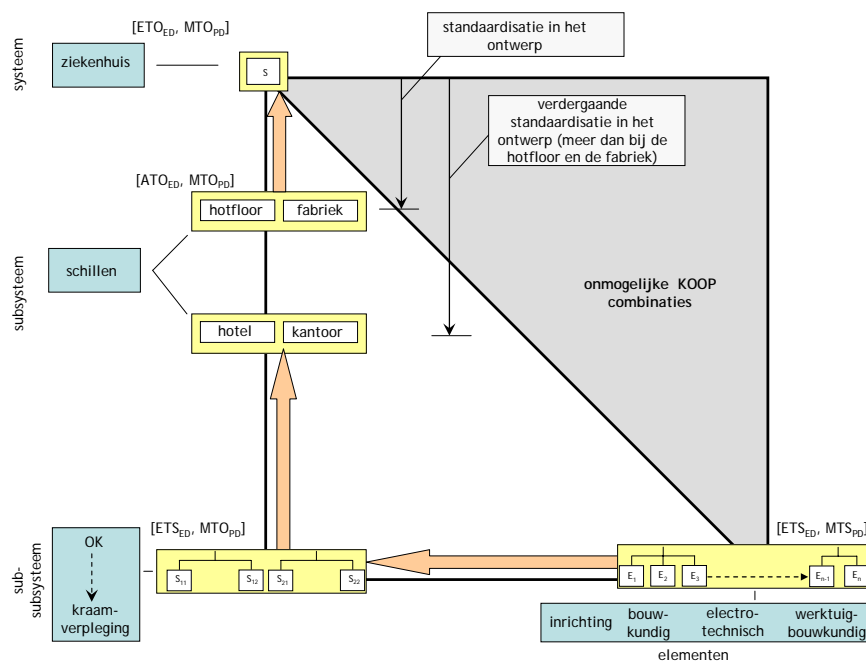 [ETO_ED, MTO_PD]
standaardisatie in het
ontwerp
systeem
ziekenhuis
S
verdergaande
standaardisatie in het
ontwerp (meer dan bij de
hotfloor en de fabriek)
[ATO_ED, MTO_PD]
hotfloor
fabriek
subsysteem
schillen
onmogelijke KOOP
combinaties
hotel
kantoor
[ETS_ED, MTO_PD]
[ETS_ED, MTS_PD]
sub-
subsysteem
OK
kraam-
verpleging
S11
S12
S21
S22
E1
E2
E3
En-1
En
inrichting
bouw-
kundig
electro-
technisch
werktuig-
bouwkundig
elementen